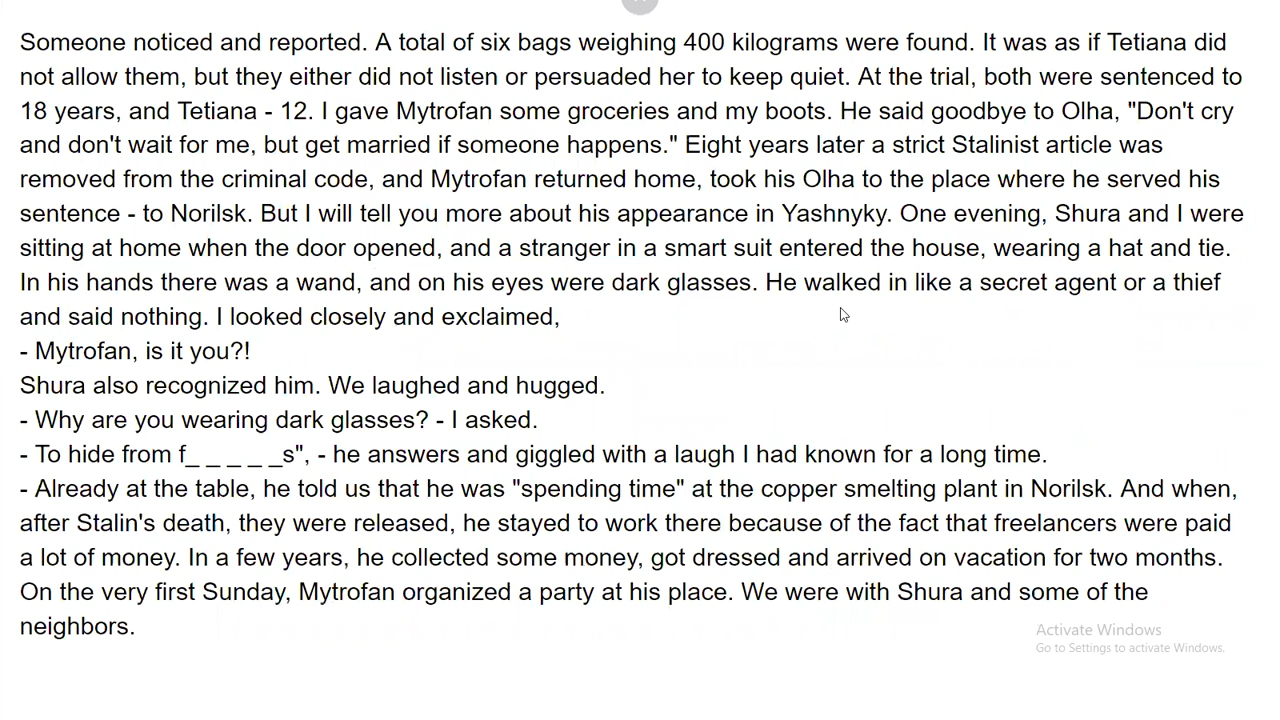 Someone noticed and reported. A total of six bags weighing 400 kilograms were found. It was as if Tetiana did
not allow them, but they either did not listen or persuaded her to keep quiet. At the trial, both were sentenced to
18 years, and Tetiana - 12. I gave Mytrofan some groceries and my boots. He said goodbye to Olha, "Don't cry
and don't wait for me, but get married if someone happens." Eight years later a strict Stalinist article was
removed from the criminal code, and Mytrofan returned home, took his Olha to the place where he served his
sentence - to Norilsk. But I will tell you more about his appearance in Yashnyky. One evening, Shura and I were
sitting at home when the door opened, and a stranger in a smart suit entered the house, wearing a hat and tie.
In his hands there was a wand, and on his eyes were dark glasses. He walked in like a secret agent or a thief
and said nothing. I looked closely and exclaimed,
- Mytrofan, is it you?!
Shura also recognized him. We laughed and hugged.
- Why are you wearing dark glasses? - I asked.
- To hide from f_ _ _ _ _s", - he answers and giggled with a laugh I had known for a long time.
- Already at the table, he told us that he was "spending time" at the copper smelting plant in Norilsk. And when,
after Stalin's death, they were released, he stayed to work there because of the fact that freelancers were paid
a lot of money. In a few years, he collected some money, got dressed and arrived on vacation for two months.
On the very first Sunday, Mytrofan organized a party at his place. We were with Shura and some of the
neighbors.
Activate Windows
Go to Settings to activate Windows.